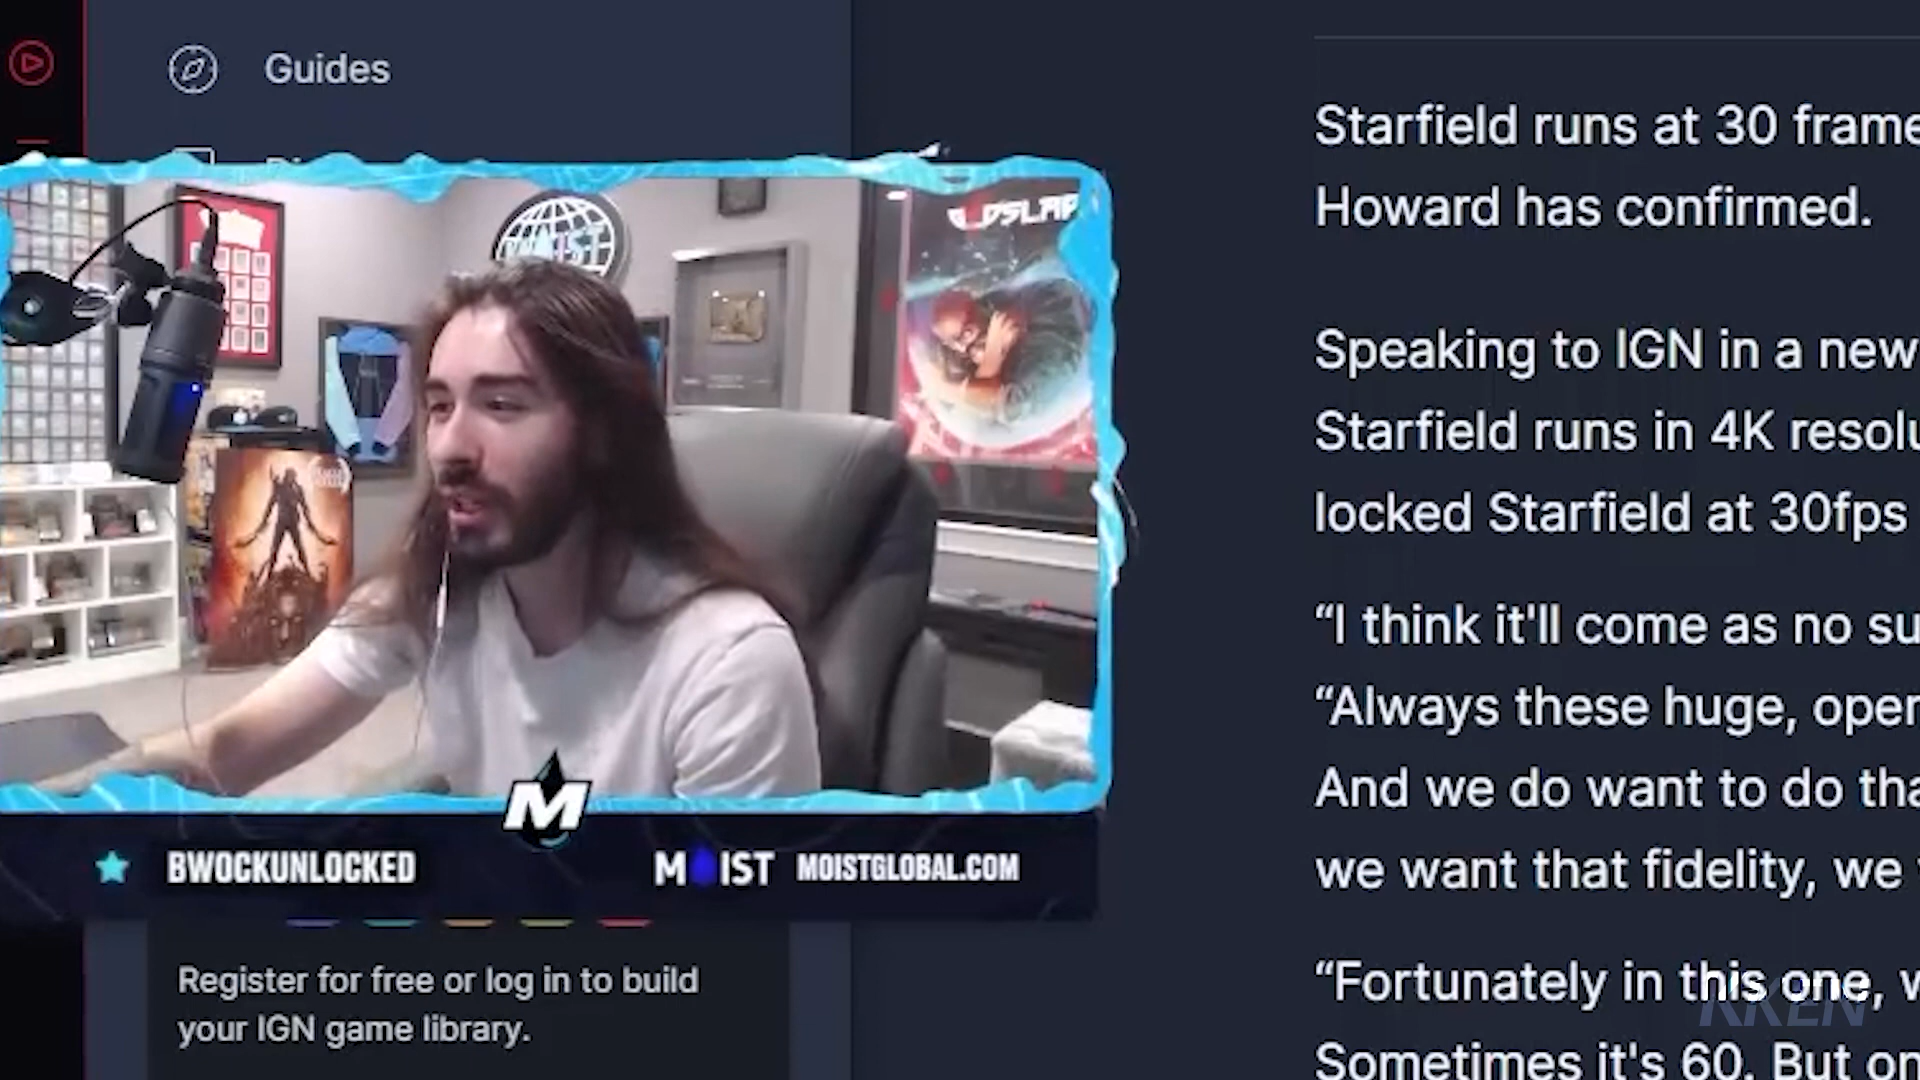 Guides
Starfield runs at 30 frame
Howard has confirmed.
Speaking to IGN in a new
Starfield runs in 4K resolu
locked Starfield at 30fps
“I think it'll come as no su
“Always these huge, oper
And we do want to do tha
we want that fidelity, we
“Fortunately in this one, w
Sometimes it's 60. But on
MOIST
G DSLAP
M
BWOCKUNLOCKED
M IST
MOISTGLOBAL.COM
Register for free or log in to build
your IGN game library.
KKEN